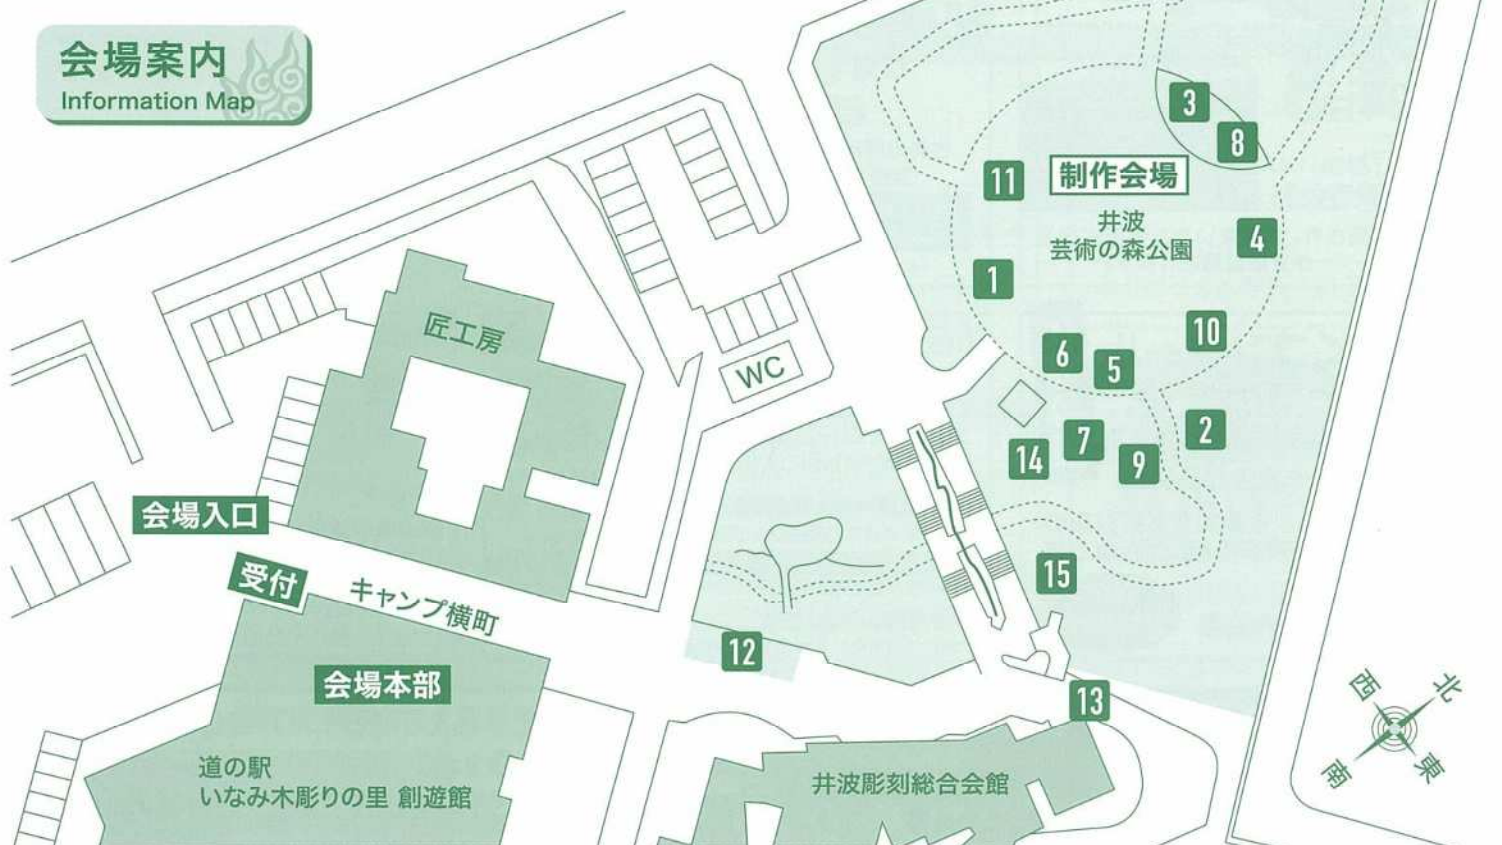 会場案内
Information Map
3
8
11
制作会場
井波
芸術の森公園
4
1
10
6
5
匠工房
WC
2
7
14
9
会場入口
受付
キャンプ横町
15
12
会場本部
13
西
北
南
東
道の駅
いなみ木彫りの里 創遊館
井波彫刻総合会館